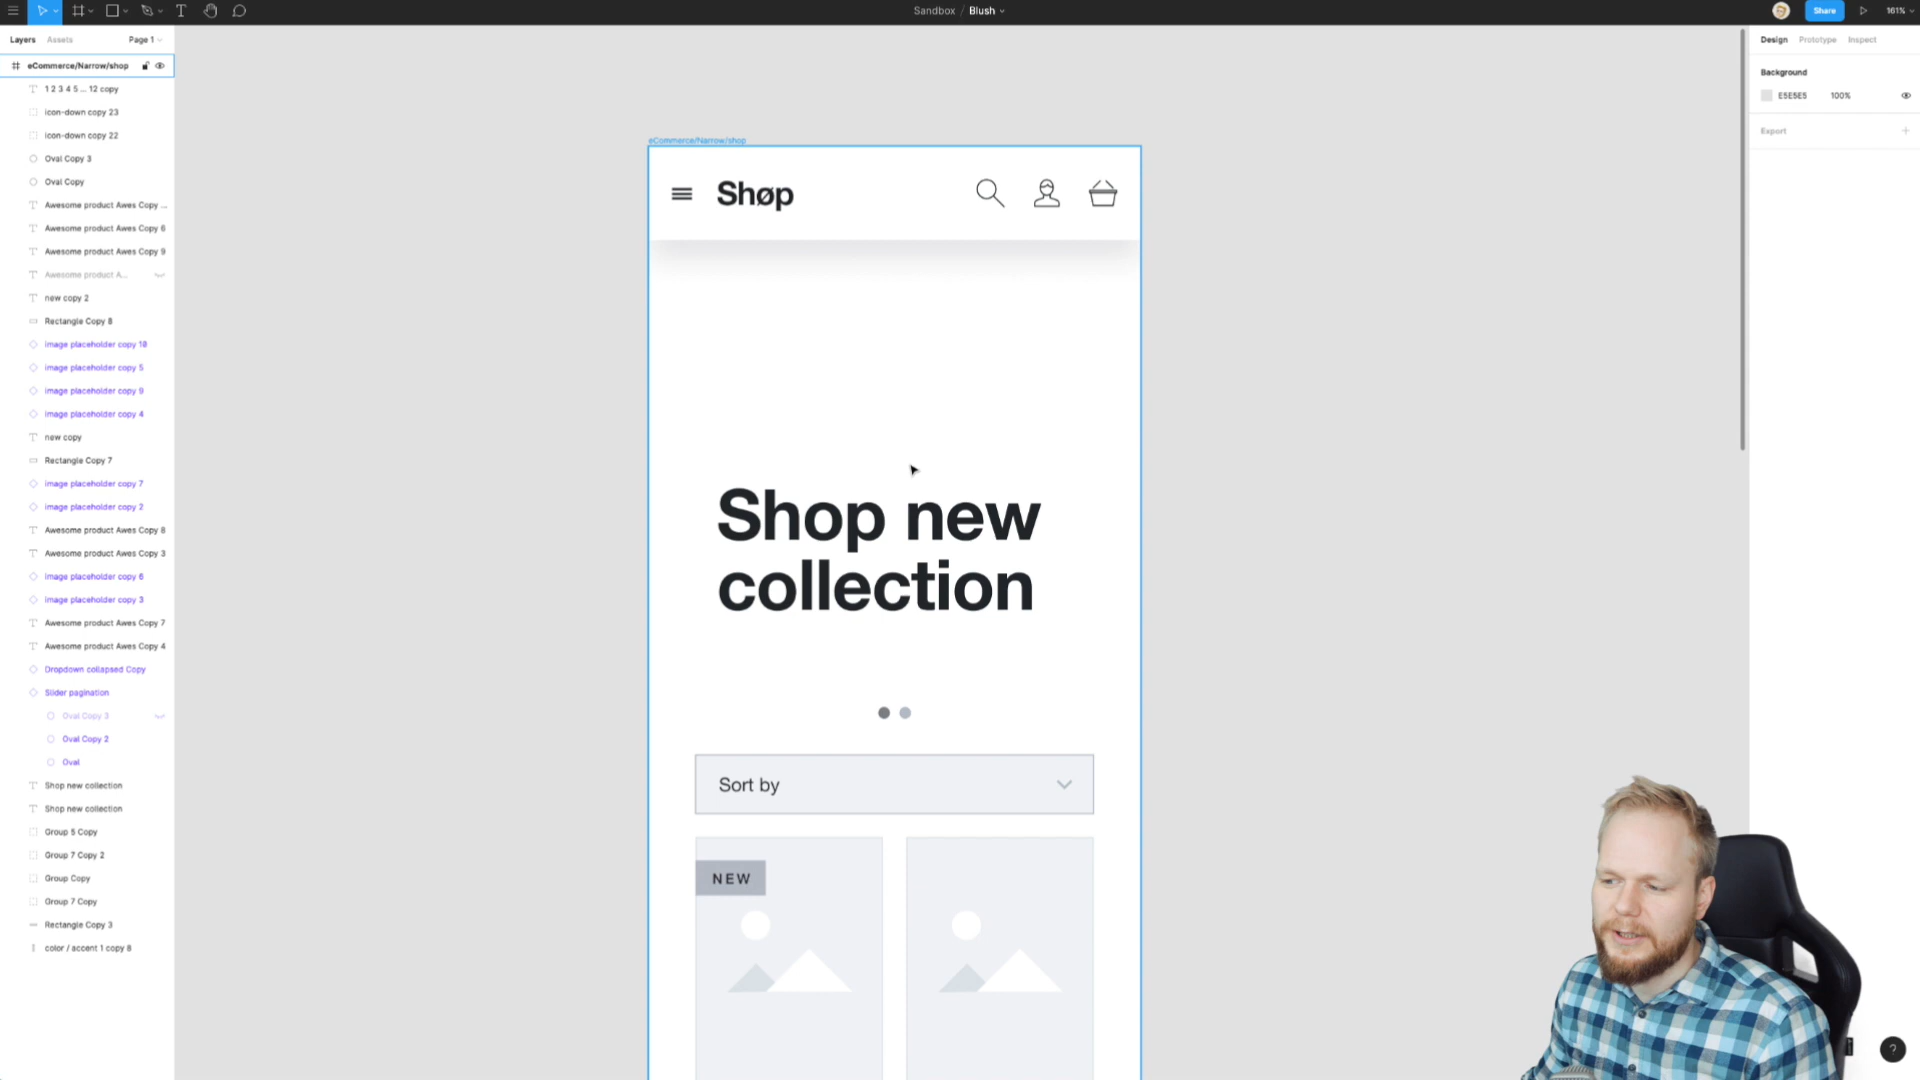 Sandbox / Blush
Share
161%
Layers
Assets
Page 1
Design
Prototype
Inspect
eCommerce/Narrow/shop
1 2 3 4 5 ... 12 copy
icon-down copy 23
icon-down copy 22
Oval Copy 3
Oval Copy
Awesome product Awes Copy ...
Awesome product Awes Copy 6
Awesome product Awes Copy 9
Awesome product A...
new copy 2
Rectangle Copy 8
image placeholder copy 10
image placeholder copy 5
image placeholder copy 9
image placeholder copy 4
new copy
Rectangle Copy 7
image placeholder copy 7
image placeholder copy 2
Awesome product Awes Copy 8
Awesome product Awes Copy 3
image placeholder copy 6
image placeholder copy 3
Awesome product Awes Copy 7
Awesome product Awes Copy 4
Dropdown collapsed Copy
Slider pagination
Oval Copy 3
Oval Copy 2
Oval
Shop new collection
Shop new collection
Group 5 Copy
Group 7 Copy 2
Group Copy
Group 7 Copy
Rectangle Copy 3
color / accent 1 copy 8
eCommerce/Narrow/shop
Shøp
Shop new
collection
Sort by
NEW
Background
E5E5E5
100%
Export
?